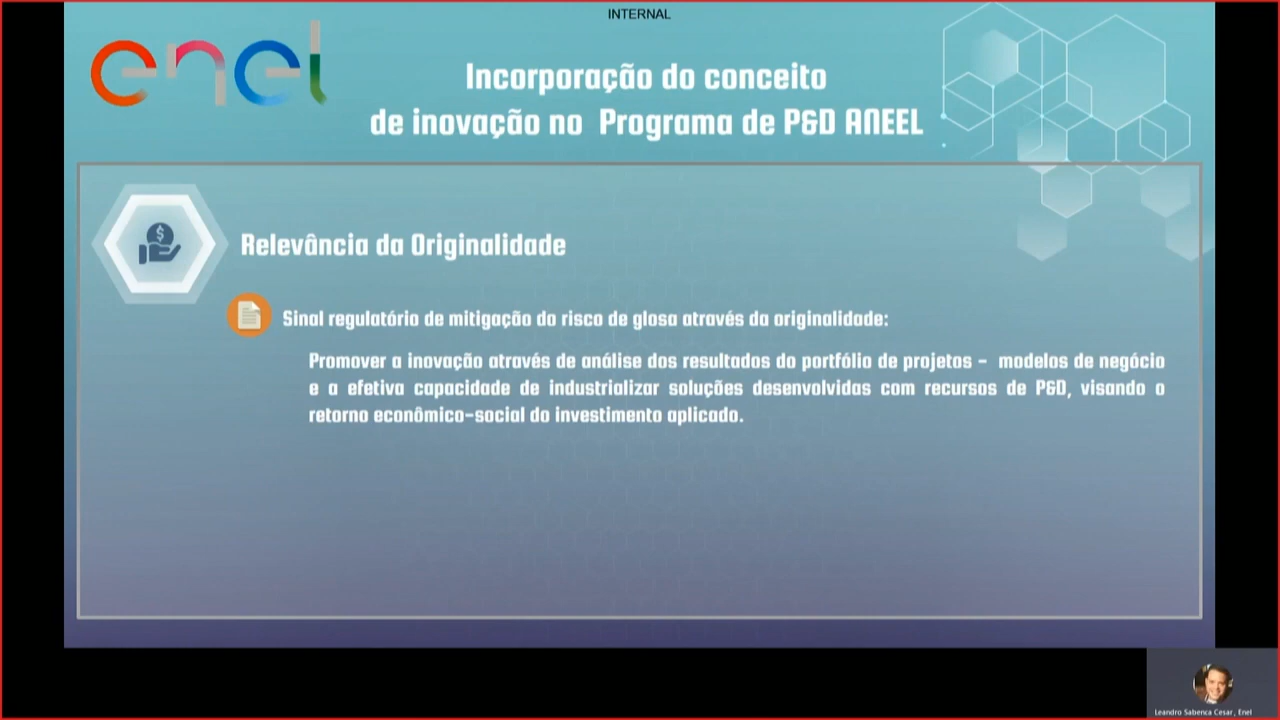 INTERNAL
enel
Incorporação do conceito
de inovação no Programa de P&D ANEEL
Relevância da Originalidade
Sinal regulatório de mitigação do risco de glosa através da originalidade:
Promover a inovação através de análise dos resultados do portfólio de projetos - modelos de negócio
e a efetiva capacidade de industrializar soluções desenvolvidas com recursos de P&D, visando o
retorno econômico-social do investimento aplicado.
Leandro Sabenca Cesar, Enel